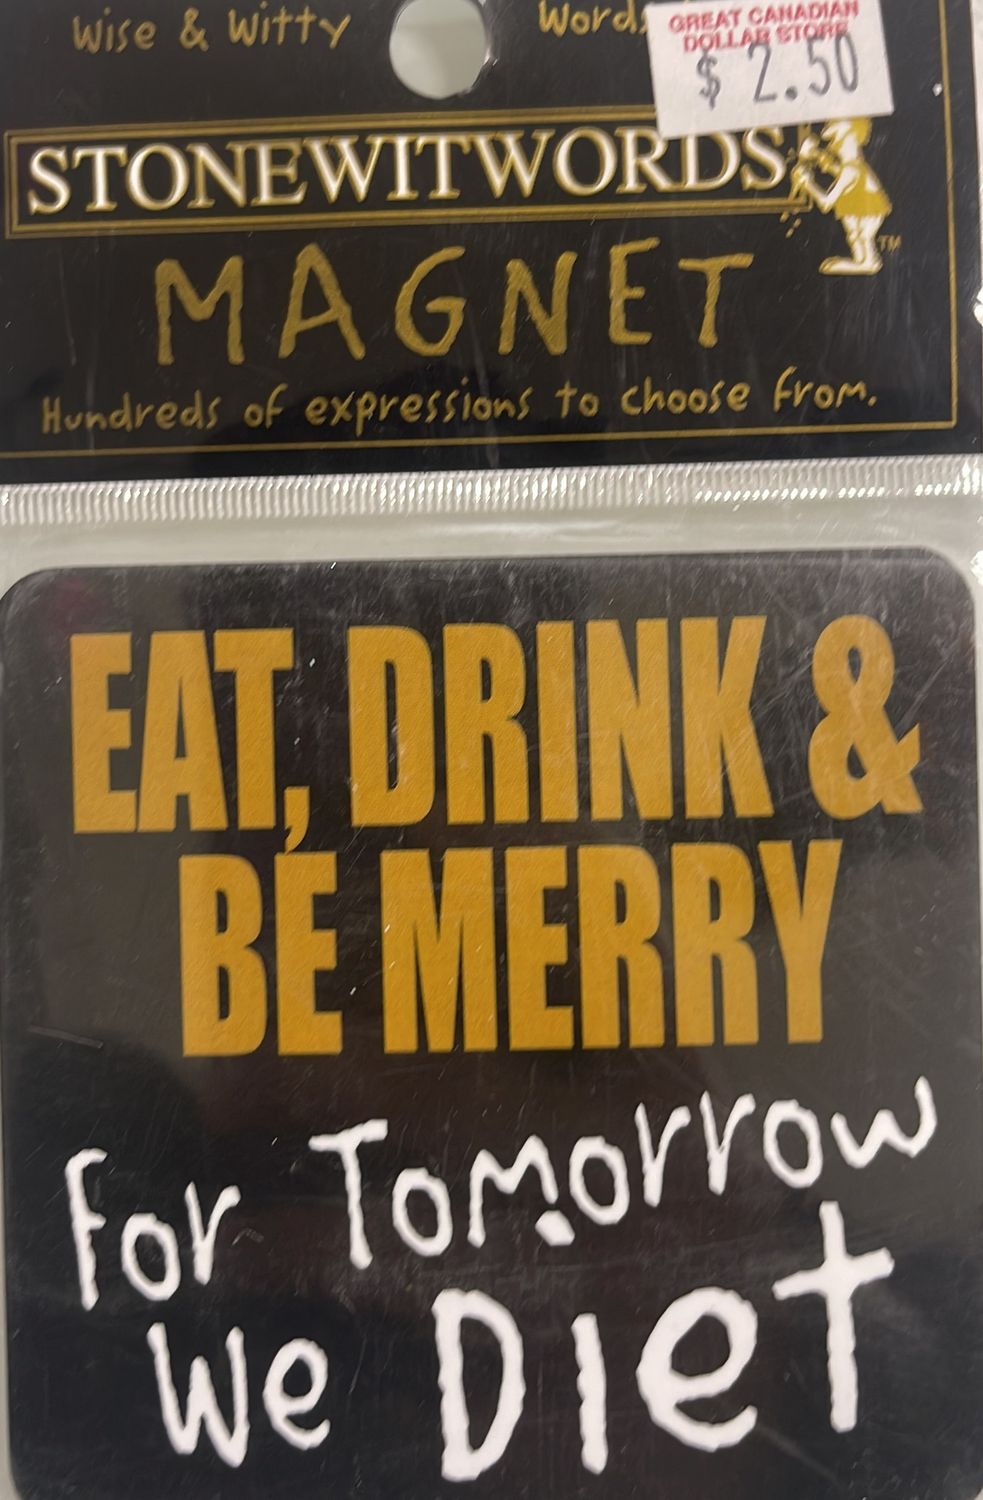 Wise & Witty Words
GREAT CANADIAN
DOLLAR STORE
$ 2.50
STONEWITWORDS
TM
MAGNET
Hundreds of expressions to choose from.
EAT, DRINK &
BE MERRY
For Tomorrow
We Diet